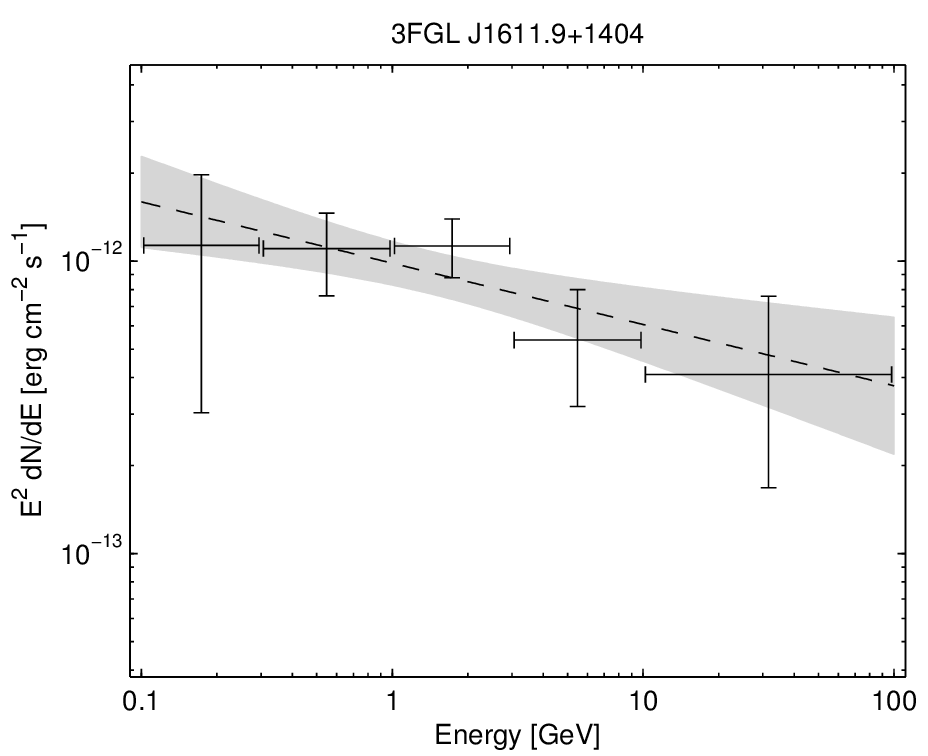 3FGL J1611.9+1404
E² dN/dE [erg cm⁻² s⁻¹]
10⁻¹²
10⁻¹³
0.1 1 10 100
Energy [GeV]